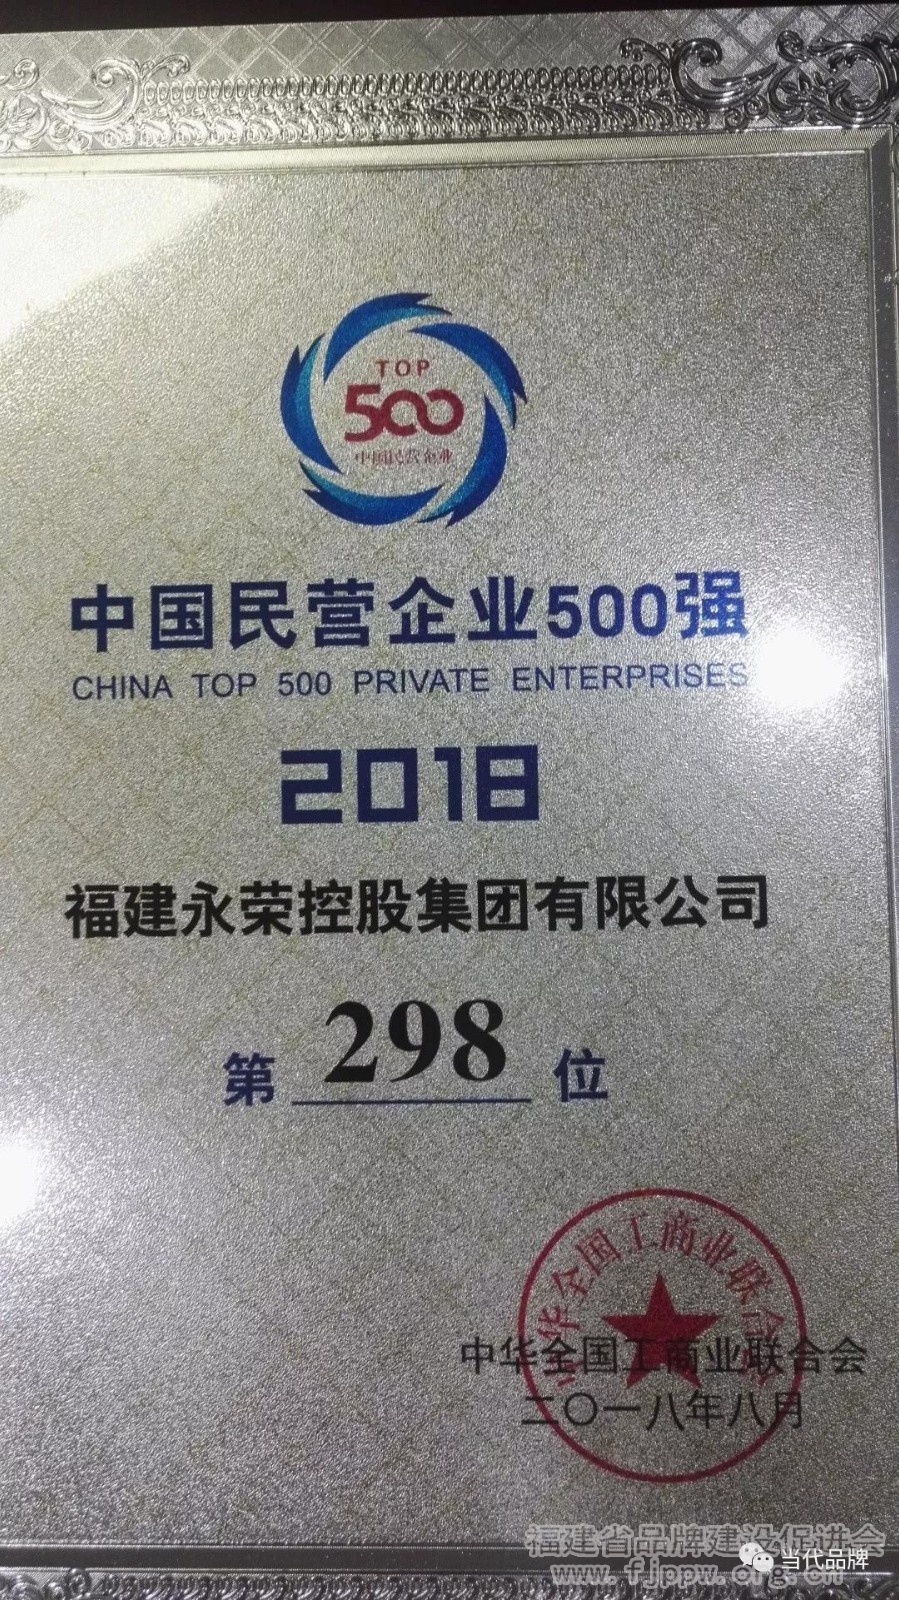 TOP
500
中国民营企业
中国民营企业500强
CHINA TOP 500 PRIVATE ENTERPRISES
2018
福建永荣控股集团有限公司
第 298 位
中华全国工商业联合会
中华全国工商业联合会
二〇一八年八月
福建省品牌建设促进会
当代品牌
www.fjppw.org.cn